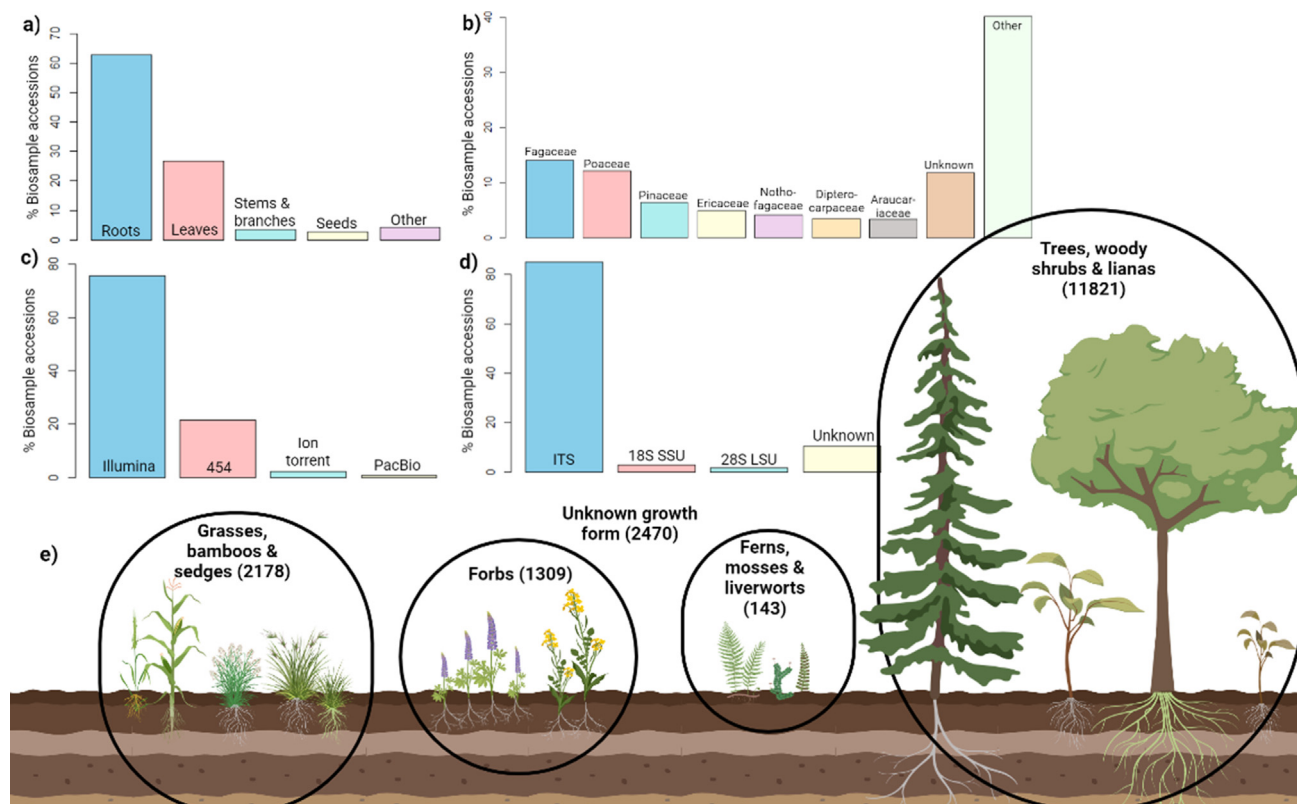 a)
% Biosample accessions
70
60
50
40
30
20
10
0
Roots
Leaves
Stems &
branches
Seeds
Other
b)
% Biosample accessions
40
30
20
10
0
Fagaceae
Poaceae
Pinaceae
Ericaceae
Notho-
fagaceae
Diptero-
carpaceae
Araucar-
iaceae
Unknown
Other
c)
% Biosample accessions
80
60
40
20
0
Illumina
454
Ion
torrent
PacBio
d)
% Biosample accessions
80
60
40
20
0
ITS
18S SSU
28S LSU
Unknown
e)
Grasses,
bamboos &
sedges (2178)
Unknown growth
form (2470)
Forbs (1309)
Ferns,
mosses &
liverworts
(143)
Trees, woody
shrubs & lianas
(11821)